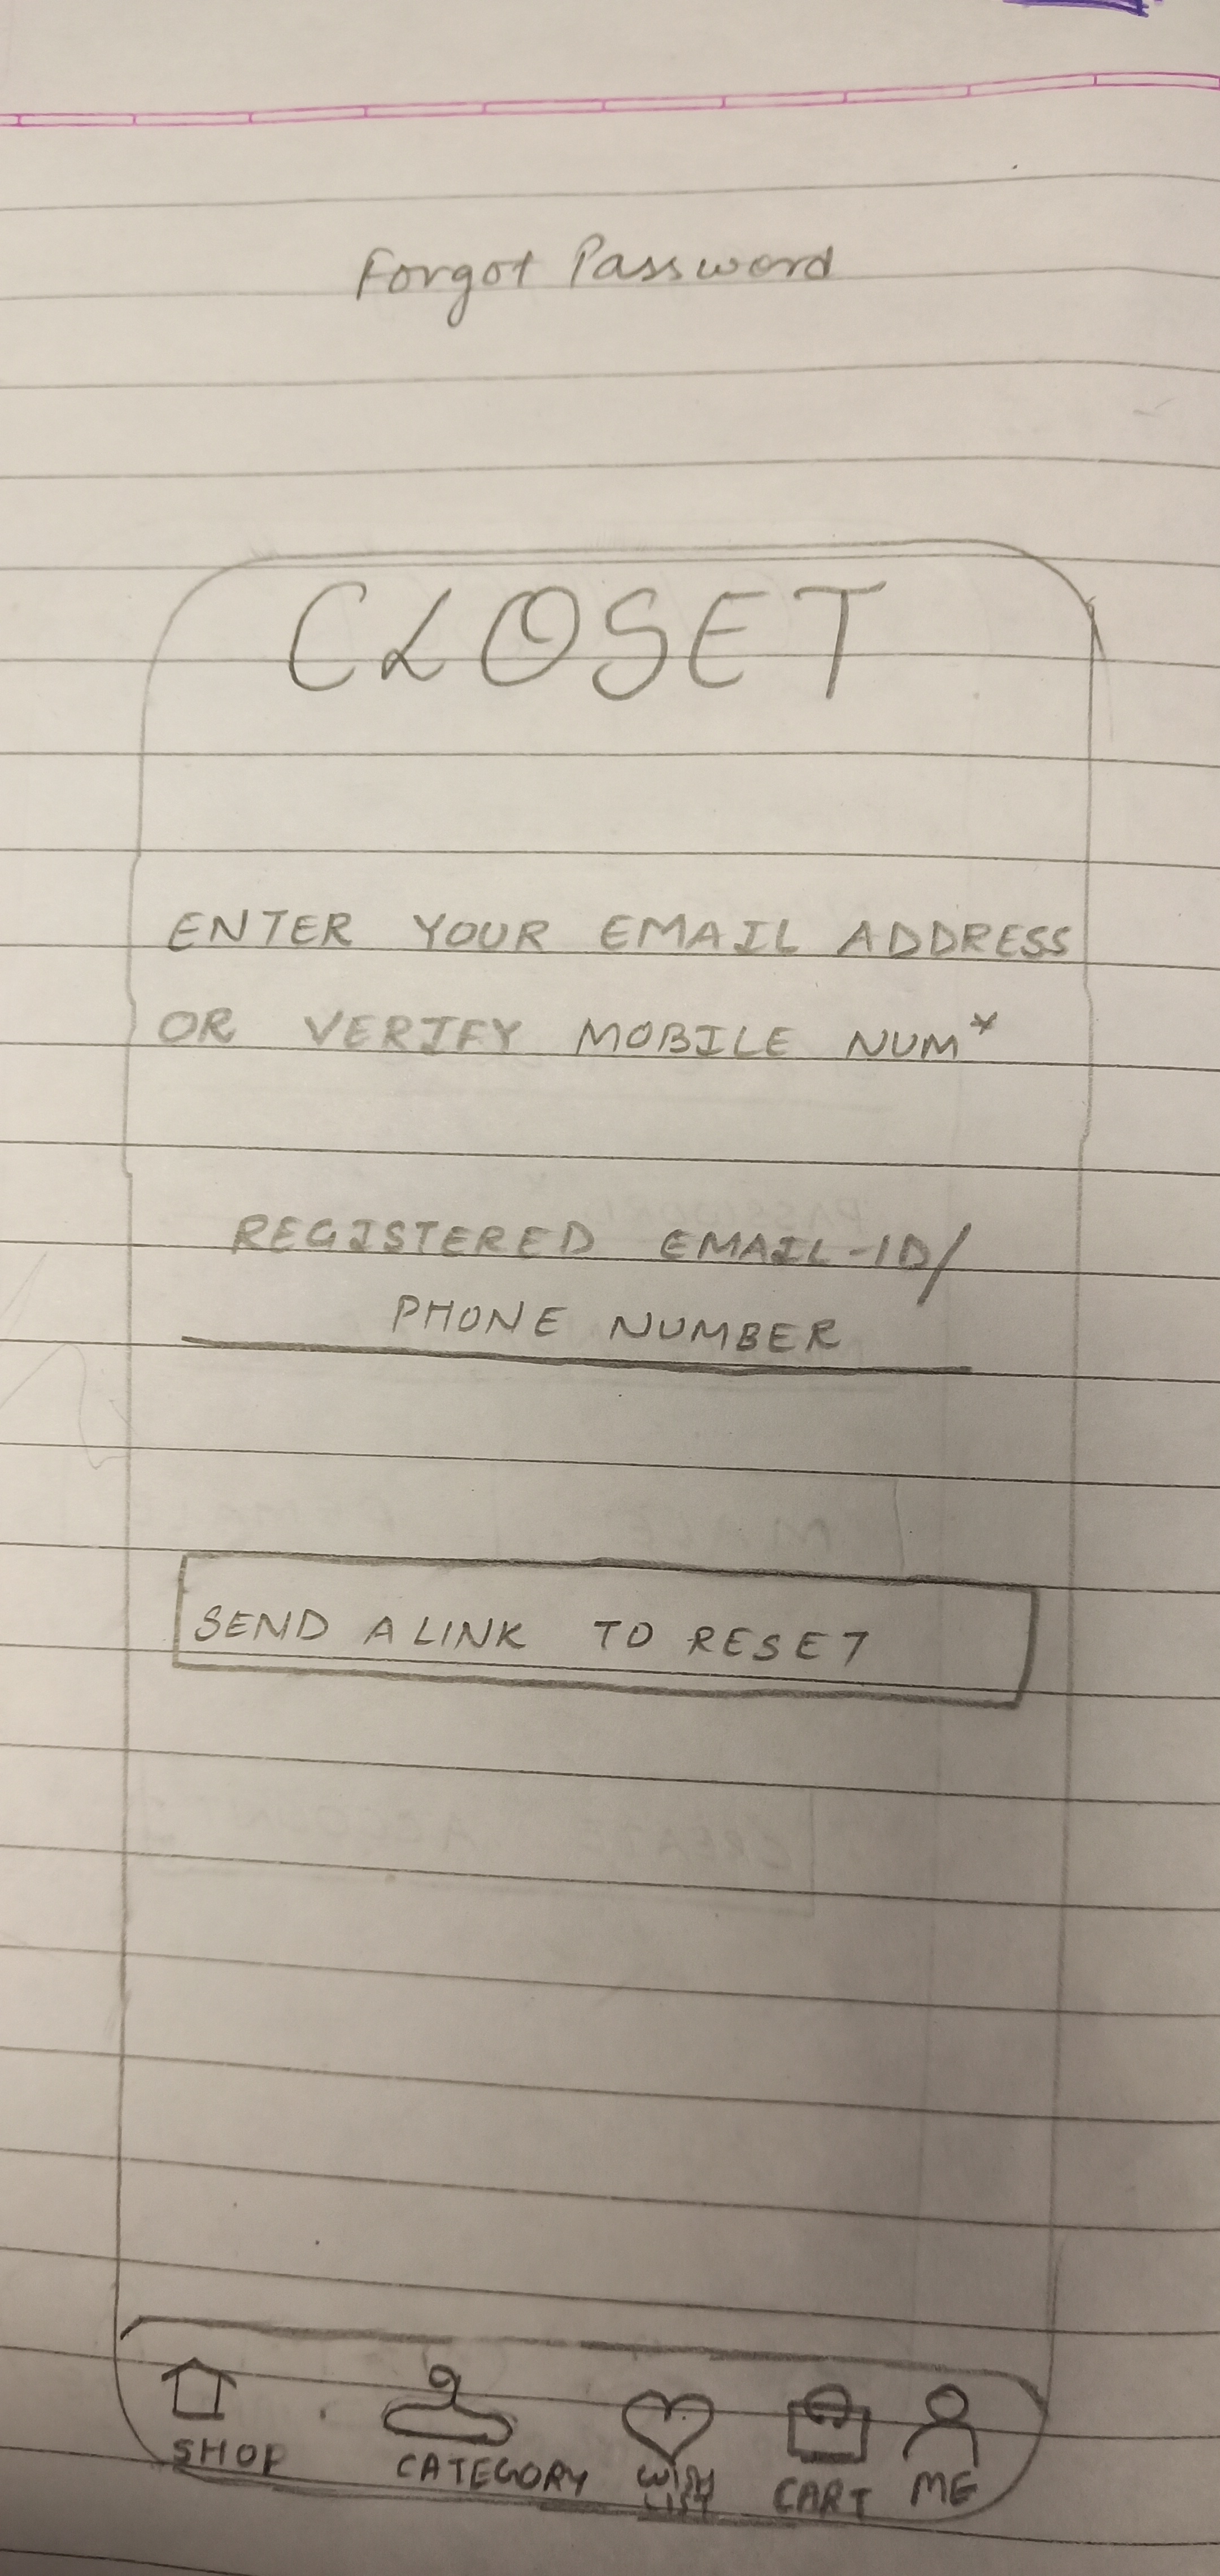 Forgot Password
CLOSET
ENTER YOUR EMAIL ADDRESS
OR VERIFY MOBILE NUM*
REGISTERED EMAIL-ID/
PHONE NUMBER
SEND A LINK TO RESET
SHOP
CATEGORY
WISH
LIST
CART
ME